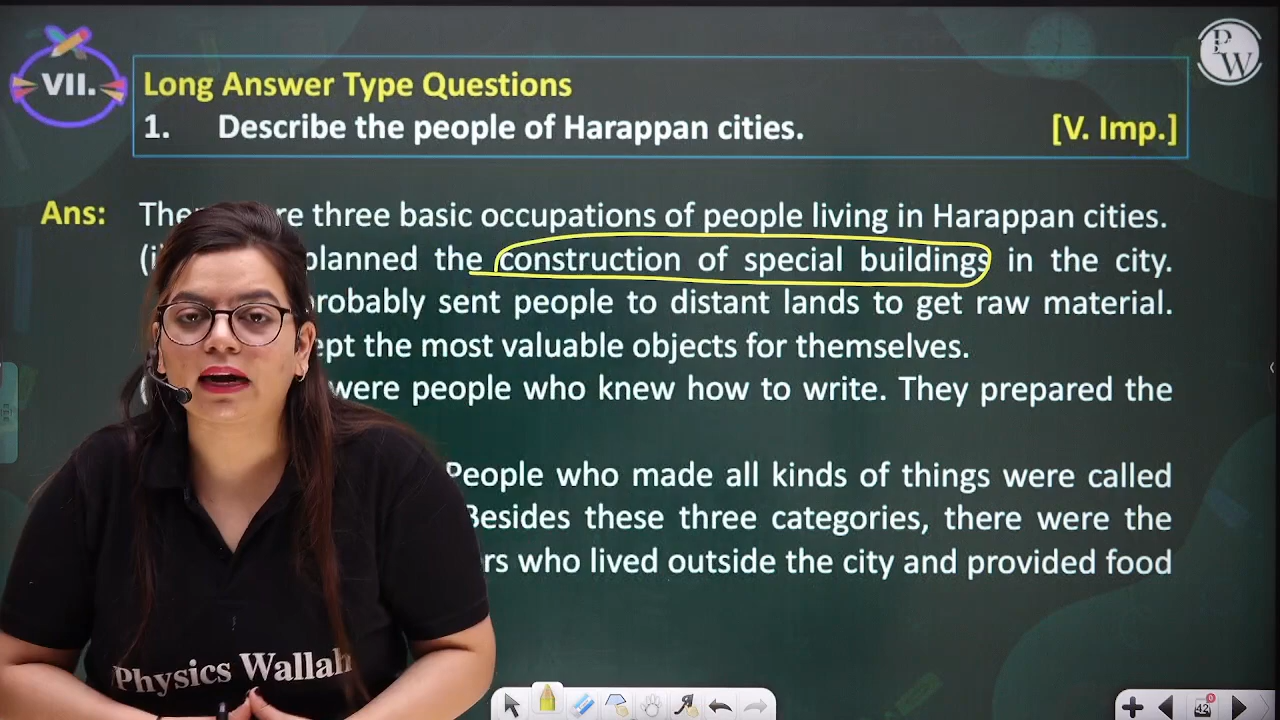 VII.
Long Answer Type Questions
1. Describe the people of Harappan cities. [V. Imp.]
PW
Ans: three basic occupations of people living in Harappan cities.
planned the construction of special buildings in the city.
probably sent people to distant lands to get raw material.
the most valuable objects for themselves.
were people who knew how to write. They prepared the
People who made all kinds of things were called
Besides these three categories, there were the
who lived outside the city and provided food
Physics Wallah
42